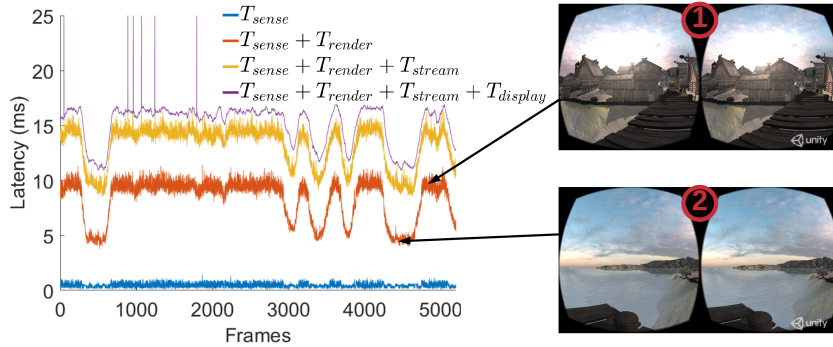 25
20
15
10
5
0
Latency (ms)
0 1000 2000 3000 4000 5000
Frames
T_sense
T_sense + T_render
T_sense + T_render + T_stream
T_sense + T_render + T_stream + T_display
1
unity
2
unity